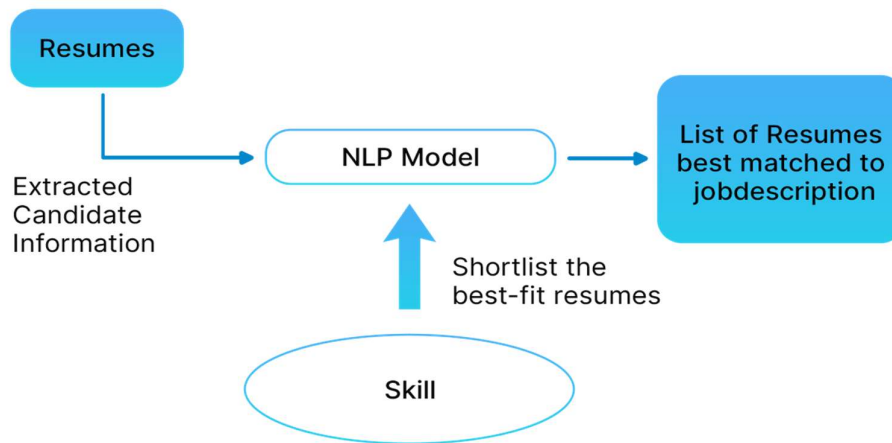 Resumes
NLP Model
List of Resumes
best matched to
jobdescription
Extracted
Candidate
Information
Shortlist the
best-fit resumes
Skill